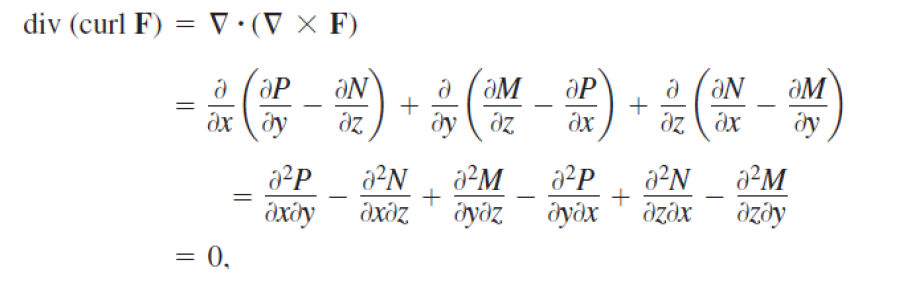 div (curl F) = ∇ · (∇ × F)
= ∂/∂x (∂P/∂y − ∂N/∂z) + ∂/∂y (∂M/∂z − ∂P/∂x) + ∂/∂z (∂N/∂x − ∂M/∂y)
= ∂²P/∂x∂y − ∂²N/∂x∂z + ∂²M/∂y∂z − ∂²P/∂y∂x + ∂²N/∂z∂x − ∂²M/∂z∂y
= 0,